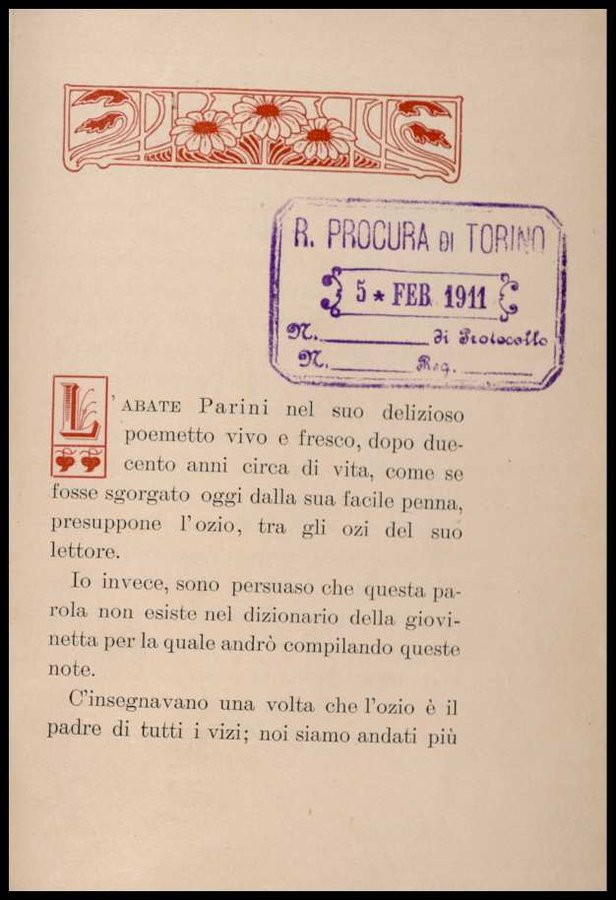 R. PROCURA DI TORINO
5 * FEB. 1911
N. di Protocollo
N. Reg.
L'ABATE Parini nel suo delizioso
poemetto vivo e fresco, dopo due-
cento anni circa di vita, come se
fosse sgorgato oggi dalla sua facile penna,
presuppone l'ozio, tra gli ozi del suo
lettore.
Io invece, sono persuaso che questa pa-
rola non esiste nel dizionario della giovi-
netta per la quale andrò compilando queste
note.
C'insegnavano una volta che l'ozio è il
padre di tutti i vizi; noi siamo andati più